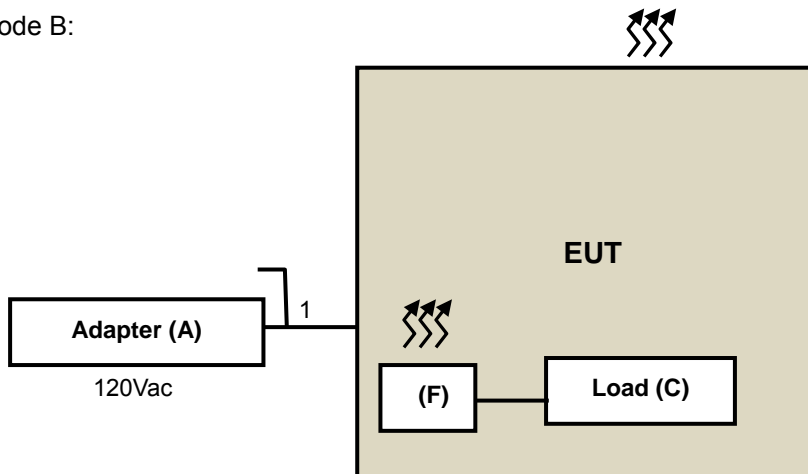 ode B:
EUT
1
Adapter (A)
120Vac
(F)
Load (C)